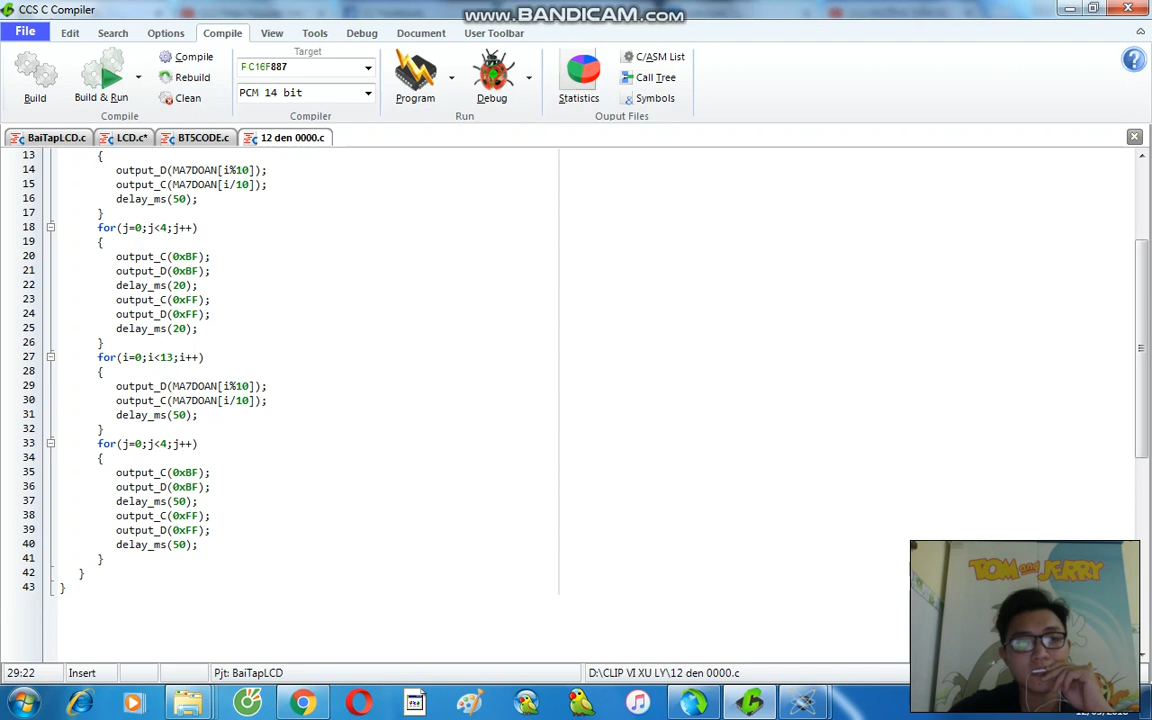 CCS C Compiler
www.BANDICAM.com
File Edit Search Options Compile View Tools Debug Document User Toolbar
Build
Build & Run
Compile
Rebuild
Clean
Compile
Target
PCM 14 bit
Compiler
Program
Debug
Run
Statistics
C/ASM List
Call Tree
Symbols
Ouput Files
BaiTapLCD.c LCD.c* BT5CODE.c 12 den 0000.c
13 {
14 output_D(MA7DOAN[i%10]);
15 output_C(MA7DOAN[i/10]);
16 delay_ms(50);
17 }
18 for(j=0;j<4;j++)
19 {
20 output_C(0xBF);
21 output_D(0xBF);
22 delay_ms(20);
23 output_C(0xFF);
24 output_D(0xFF);
25 delay_ms(20);
26 }
27 for(i=0;i<13;i++)
28 {
29 output_D(MA7DOAN[i%10]);
30 output_C(MA7DOAN[i/10]);
31 delay_ms(50);
32 }
33 for(j=0;j<4;j++)
34 {
35 output_C(0xBF);
36 output_D(0xBF);
37 delay_ms(50);
38 output_C(0xFF);
39 output_D(0xFF);
40 delay_ms(50);
41 }
42 }
43 }
TOM and JERRY
29:22 Insert Pjt: BaiTapLCD D:\CLIP VI XU LY\12 den 0000.c